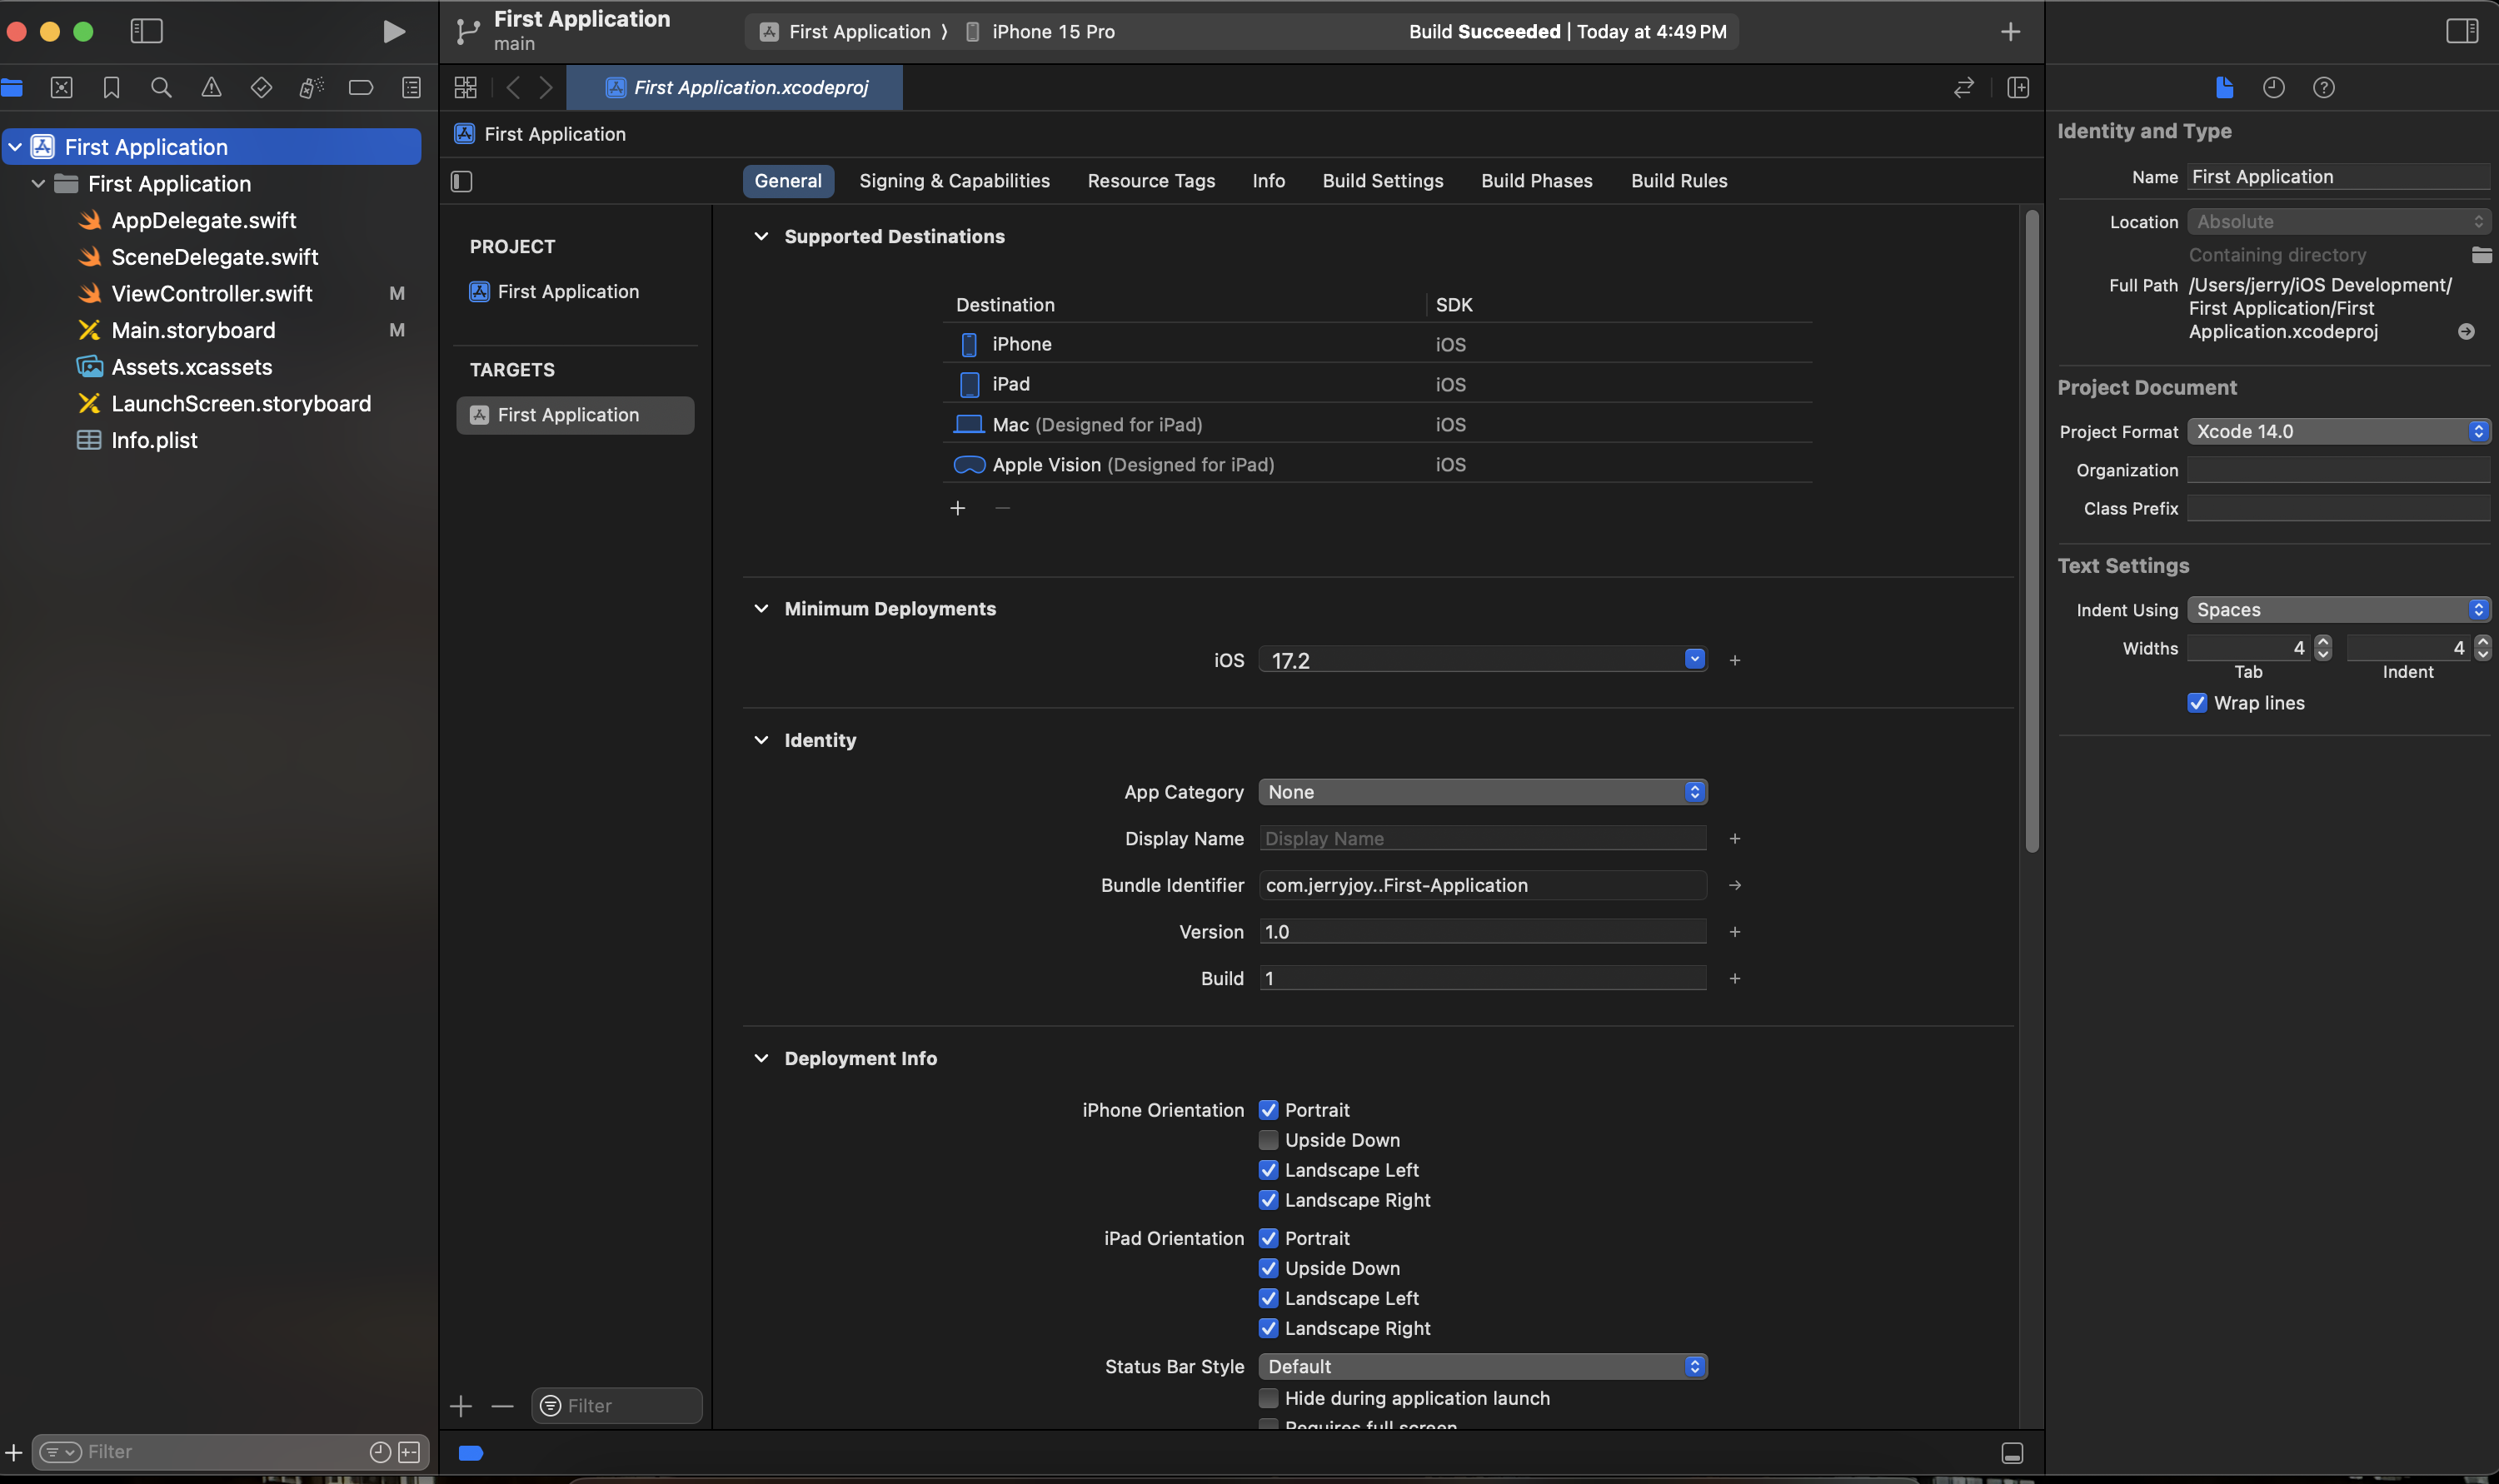 First Application
main
First Application ⟩ iPhone 15 Pro
Build Succeeded | Today at 4:49 PM
First Application
First Application
AppDelegate.swift
SceneDelegate.swift
ViewController.swift M
Main.storyboard M
Assets.xcassets
LaunchScreen.storyboard
Info.plist
Filter
First Application.xcodeproj
First Application
General Signing & Capabilities Resource Tags Info Build Settings Build Phases Build Rules
PROJECT
First Application
TARGETS
First Application
Filter
Supported Destinations
Destination SDK
iPhone iOS
iPad iOS
Mac (Designed for iPad) iOS
Apple Vision (Designed for iPad) iOS
Minimum Deployments
iOS 17.2
Identity
App Category None
Display Name Display Name
Bundle Identifier com.jerryjoy..First-Application
Version 1.0
Build 1
Deployment Info
iPhone Orientation Portrait
Upside Down
Landscape Left
Landscape Right
iPad Orientation Portrait
Upside Down
Landscape Left
Landscape Right
Status Bar Style Default
Hide during application launch
Requires full screen
Identity and Type
Name First Application
Location Absolute
Containing directory
Full Path /Users/jerry/iOS Development/
First Application/First
Application.xcodeproj
Project Document
Project Format Xcode 14.0
Organization
Class Prefix
Text Settings
Indent Using Spaces
Widths 4 4
Tab Indent
Wrap lines